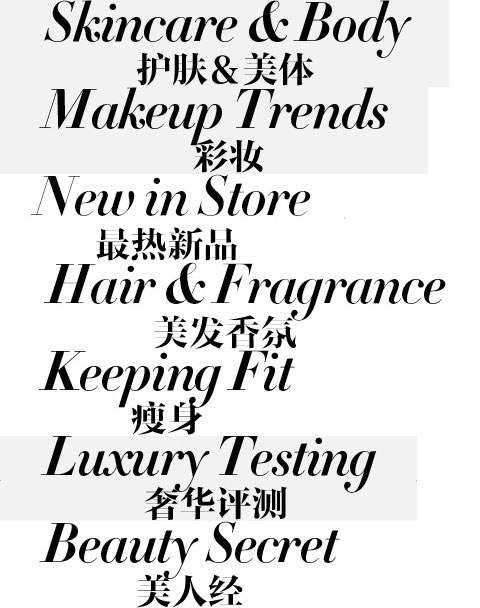 Skincare & Body
护肤＆美体
Makeup Trends
彩妆
New in Store
最热新品
Hair & Fragrance
美发香氛
Keeping Fit
瘦身
Luxury Testing
奢华评测
Beauty Secret
美人经